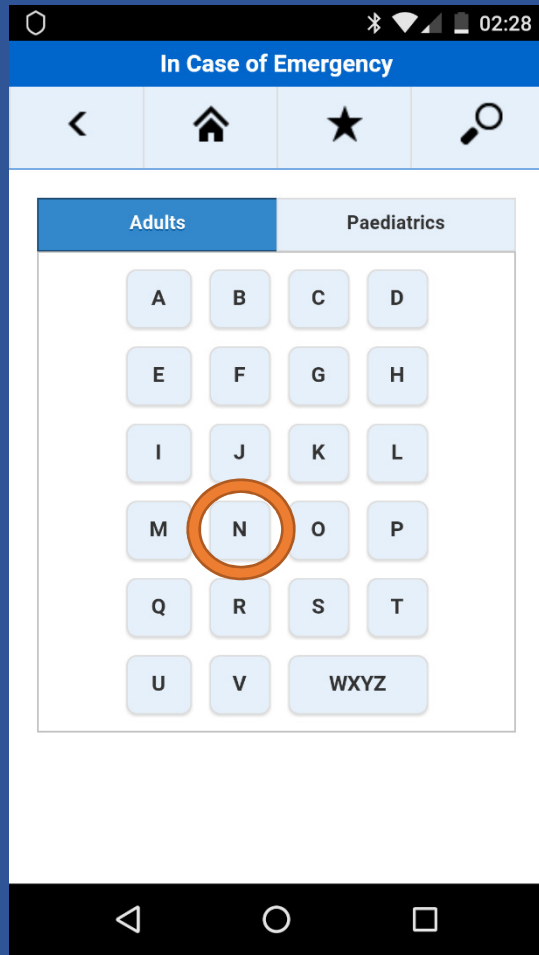 02:28
In Case of Emergency
Adults Paediatrics
A B C D
E F G H
I J K L
M N O P
Q R S T
U V WXYZ